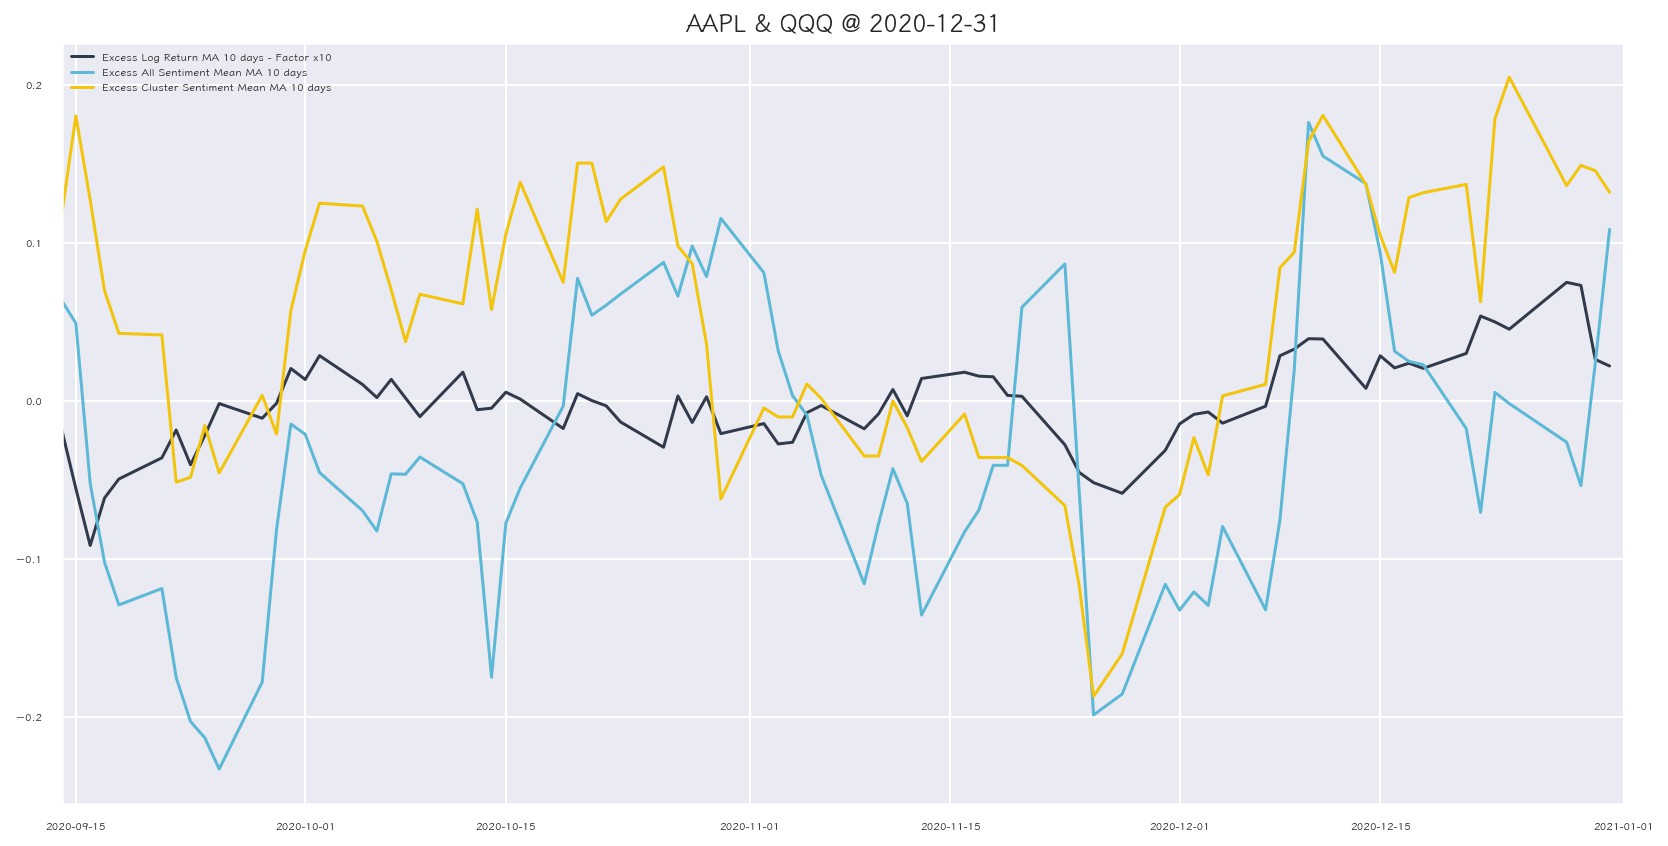 AAPL & QQQ @ 2020-12-31
Excess Log Return MA 10 days - Factor x10
Excess All Sentiment Mean MA 10 days
Excess Cluster Sentiment Mean MA 10 days
0.2
0.1
0.0
−0.1
−0.2
2020-09-15 2020-10-01 2020-10-15 2020-11-01 2020-11-15 2020-12-01 2020-12-15 2021-01-01